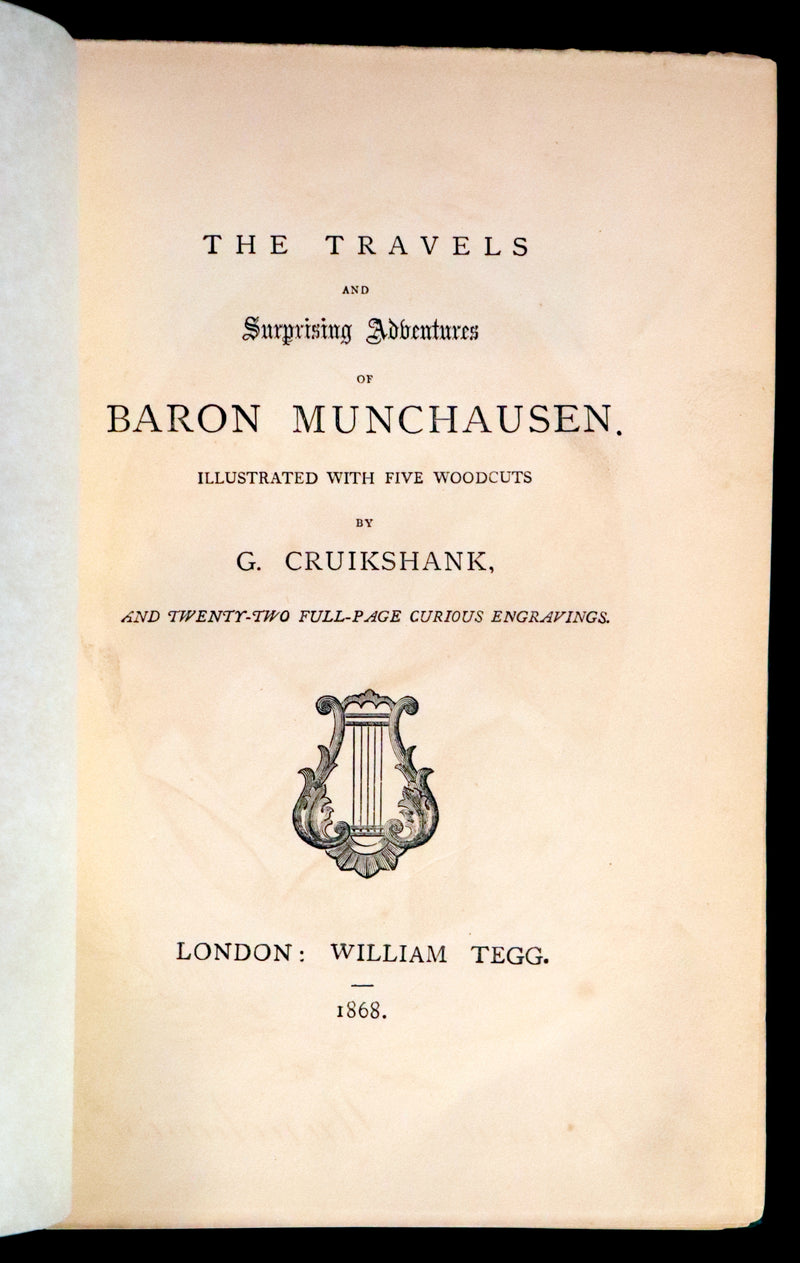 THE TRAVELS
AND
Surprising Adventures
OF
BARON MUNCHAUSEN.
ILLUSTRATED WITH FIVE WOODCUTS
BY
G. CRUIKSHANK,
AND TWENTY-TWO FULL-PAGE CURIOUS ENGRAVINGS.
LONDON: WILLIAM TEGG.
1868.